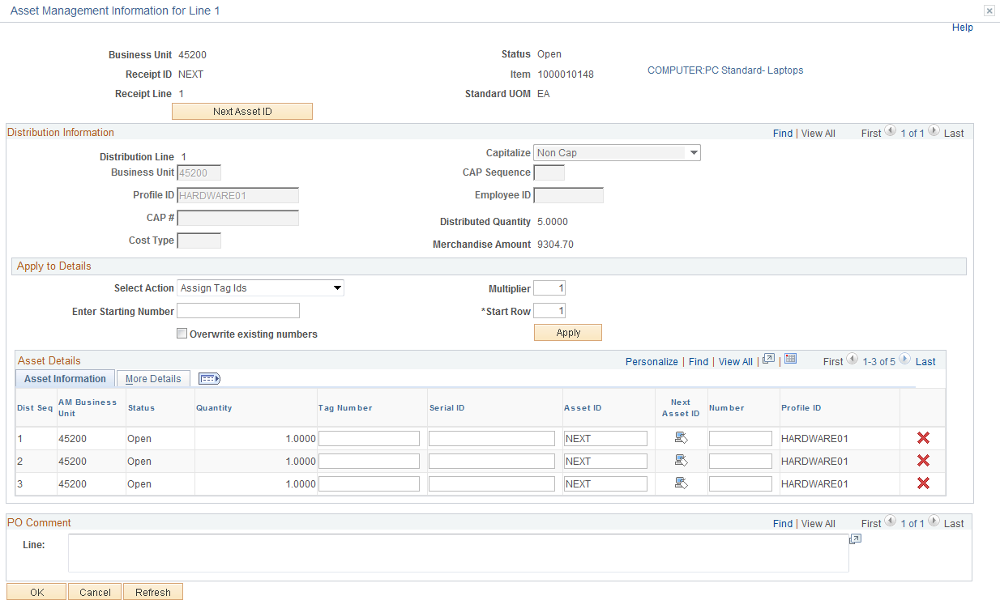 Asset Management Information for Line 1
Help
Business Unit 45200 Status Open
Receipt ID NEXT Item 1000010148 COMPUTER:PC Standard- Laptops
Receipt Line 1 Standard UOM EA
Next Asset ID
Distribution Information Find | View All First 1 of 1 Last
Distribution Line 1 Capitalize Non Cap
Business Unit 45200 CAP Sequence
Profile ID HARDWARE01 Employee ID
CAP # Distributed Quantity 5.0000
Cost Type Merchandise Amount 9304.70
Apply to Details
Select Action Assign Tag Ids Multiplier 1
Enter Starting Number *Start Row 1
Overwrite existing numbers Apply
Asset Details Personalize | Find | View All | | First 1-3 of 5 Last
Asset Information More Details
Dist Seq AM Business Unit Status Quantity Tag Number Serial ID Asset ID Next Asset ID Number Profile ID
1 45200 Open 1.0000 NEXT HARDWARE01
2 45200 Open 1.0000 NEXT HARDWARE01
3 45200 Open 1.0000 NEXT HARDWARE01
PO Comment Find | View All First 1 of 1 Last
Line:
OK Cancel Refresh